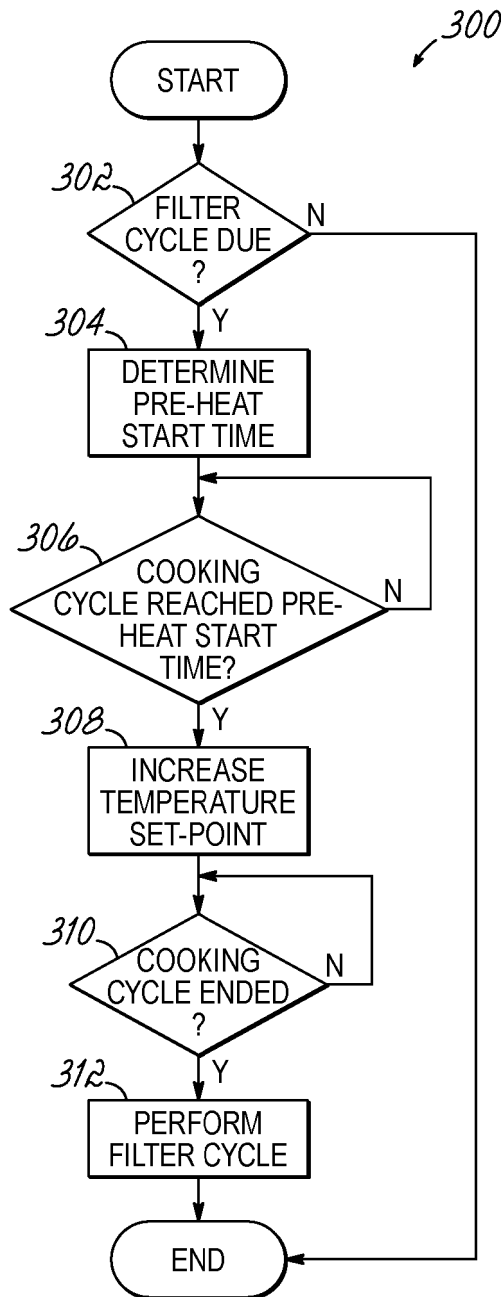 300
START
302
FILTER
CYCLE DUE
?
N
Y
304
DETERMINE
PRE-HEAT
START TIME
306
COOKING
CYCLE REACHED PRE-
HEAT START
TIME?
N
Y
308
INCREASE
TEMPERATURE
SET-POINT
310
COOKING
CYCLE ENDED
?
N
Y
312
PERFORM
FILTER CYCLE
END